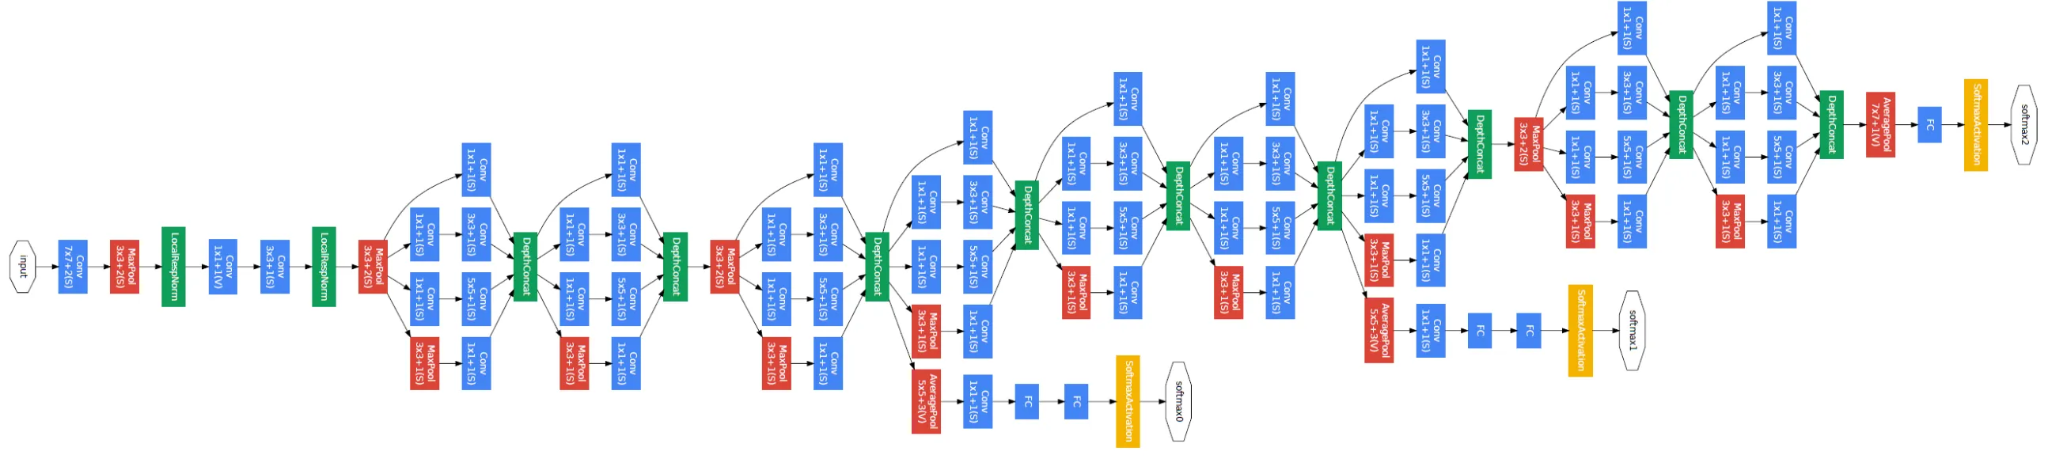 input
Conv
7x7+2(S)
MaxPool
3x3+2(S)
LocalRespNorm
Conv
1x1+1(V)
Conv
3x3+1(S)
LocalRespNorm
MaxPool
3x3+2(S)
Conv
1x1+1(S)
Conv
1x1+1(S)
MaxPool
3x3+1(S)
Conv
1x1+1(S)
Conv
3x3+1(S)
Conv
5x5+1(S)
Conv
1x1+1(S)
DepthConcat
Conv
1x1+1(S)
Conv
1x1+1(S)
MaxPool
3x3+1(S)
Conv
1x1+1(S)
Conv
3x3+1(S)
Conv
5x5+1(S)
Conv
1x1+1(S)
DepthConcat
MaxPool
3x3+2(S)
Conv
1x1+1(S)
Conv
1x1+1(S)
MaxPool
3x3+1(S)
Conv
1x1+1(S)
Conv
3x3+1(S)
Conv
5x5+1(S)
Conv
1x1+1(S)
DepthConcat
Conv
1x1+1(S)
Conv
1x1+1(S)
MaxPool
3x3+1(S)
AveragePool
5x5+3(V)
Conv
1x1+1(S)
Conv
3x3+1(S)
Conv
5x5+1(S)
Conv
1x1+1(S)
Conv
1x1+1(S)
DepthConcat
FC
FC
SoftmaxActivation
softmax0
Conv
1x1+1(S)
Conv
1x1+1(S)
MaxPool
3x3+1(S)
Conv
1x1+1(S)
Conv
3x3+1(S)
Conv
5x5+1(S)
Conv
1x1+1(S)
DepthConcat
Conv
1x1+1(S)
Conv
1x1+1(S)
MaxPool
3x3+1(S)
Conv
1x1+1(S)
Conv
3x3+1(S)
Conv
5x5+1(S)
Conv
1x1+1(S)
DepthConcat
Conv
1x1+1(S)
Conv
1x1+1(S)
MaxPool
3x3+1(S)
AveragePool
5x5+3(V)
Conv
1x1+1(S)
Conv
3x3+1(S)
Conv
5x5+1(S)
Conv
1x1+1(S)
Conv
1x1+1(S)
DepthConcat
FC
FC
SoftmaxActivation
softmax1
MaxPool
3x3+2(S)
Conv
1x1+1(S)
Conv
1x1+1(S)
MaxPool
3x3+1(S)
Conv
1x1+1(S)
Conv
3x3+1(S)
Conv
5x5+1(S)
Conv
1x1+1(S)
DepthConcat
Conv
1x1+1(S)
Conv
1x1+1(S)
MaxPool
3x3+1(S)
Conv
1x1+1(S)
Conv
3x3+1(S)
Conv
5x5+1(S)
Conv
1x1+1(S)
DepthConcat
AveragePool
7x7+1(V)
FC
SoftmaxActivation
softmax2